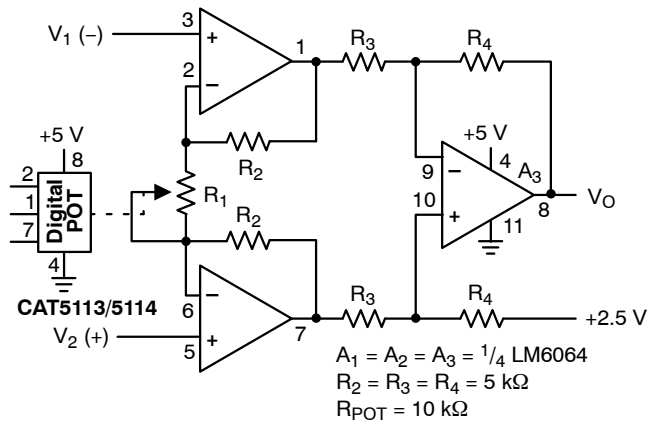 V1 (–)
3
+
2
–
1
R3
R4
R2
+5 V
8
2
1
7
Digital
POT
4
R1
R2
CAT5113/5114
V2 (+)
6
–
5
+
7
R3
R4
+2.5 V
+5 V
4
A3
9
–
10
+
11
8
VO
A1 = A2 = A3 = 1/4 LM6064
R2 = R3 = R4 = 5 kΩ
RPOT = 10 kΩ